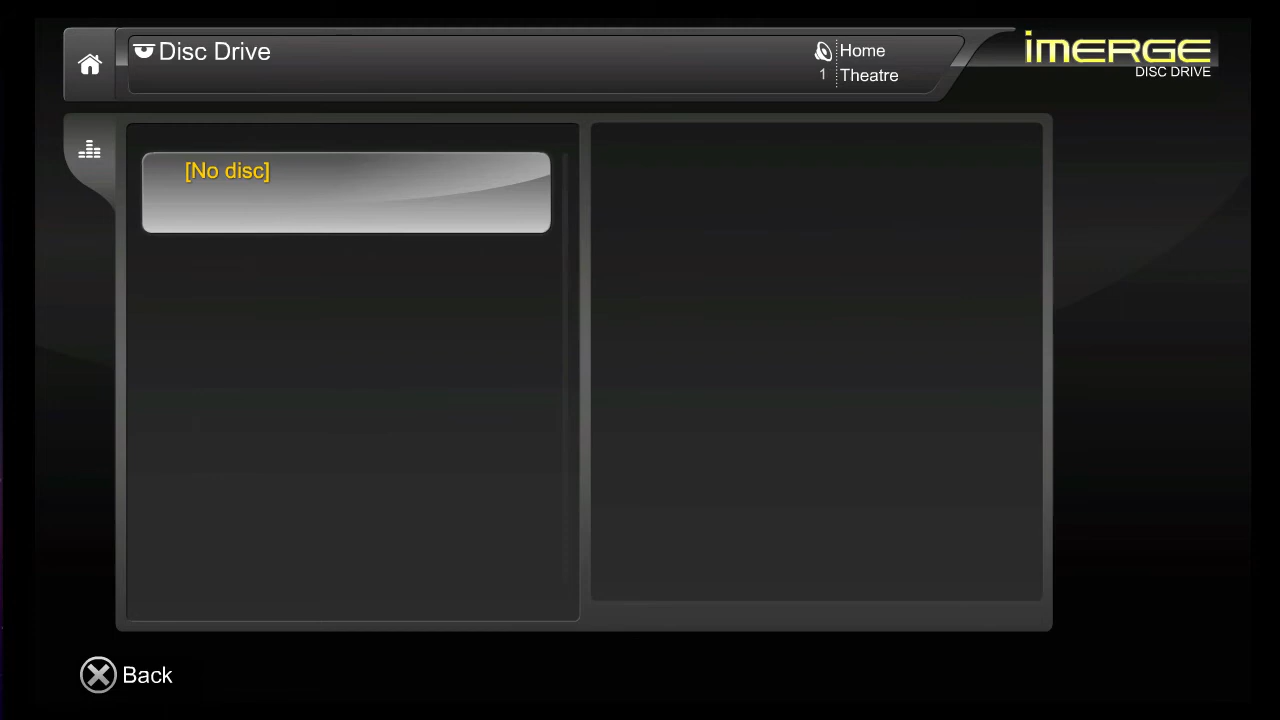 Disc Drive
Home
1 Theatre
imerge
DISC DRIVE
[No disc]
Back